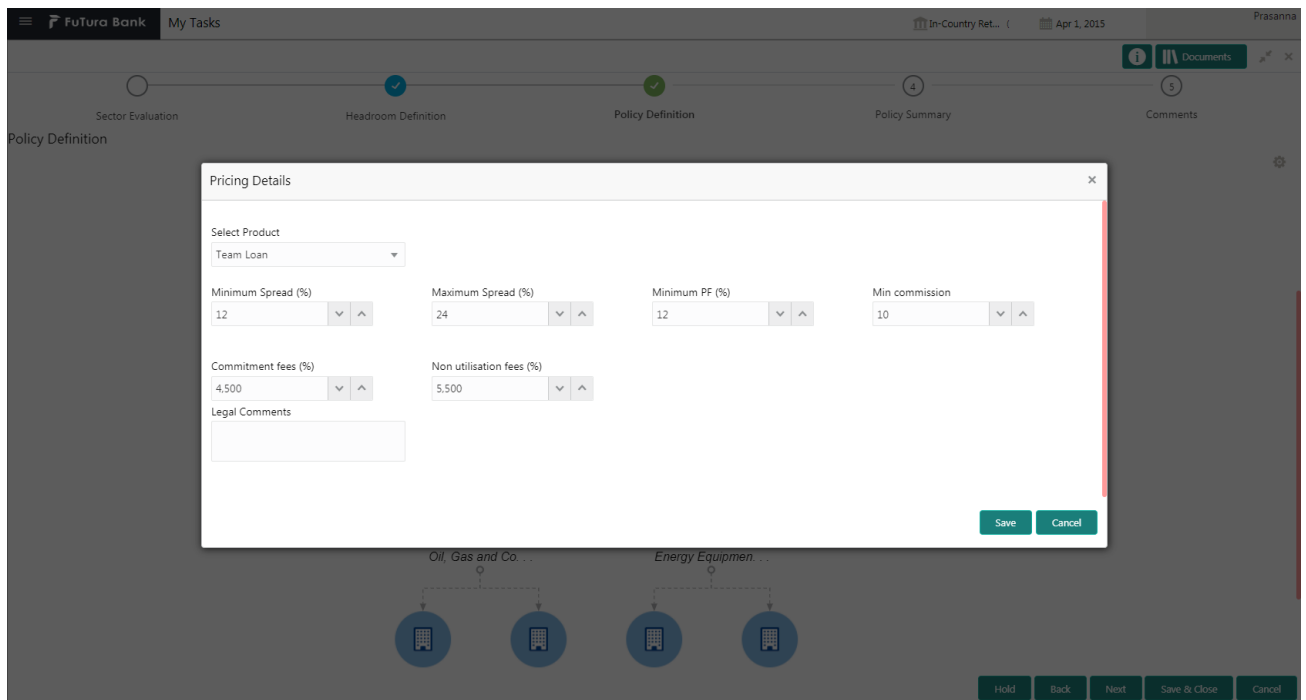 FuTura Bank My Tasks In-Country Ret... ( Apr 1, 2015 Prasanna
i Documents
4 5
Sector Evaluation Headroom Definition Policy Definition Policy Summary Comments
Policy Definition
Pricing Details
Select Product
Team Loan
Minimum Spread (%) Maximum Spread (%) Minimum PF (%) Min commission
12 24 12 10
Commitment fees (%) Non utilisation fees (%)
4,500 5,500
Legal Comments
Save Cancel
Oil, Gas and Co. . . Energy Equipmen. . .
Hold Back Next Save & Close Cancel